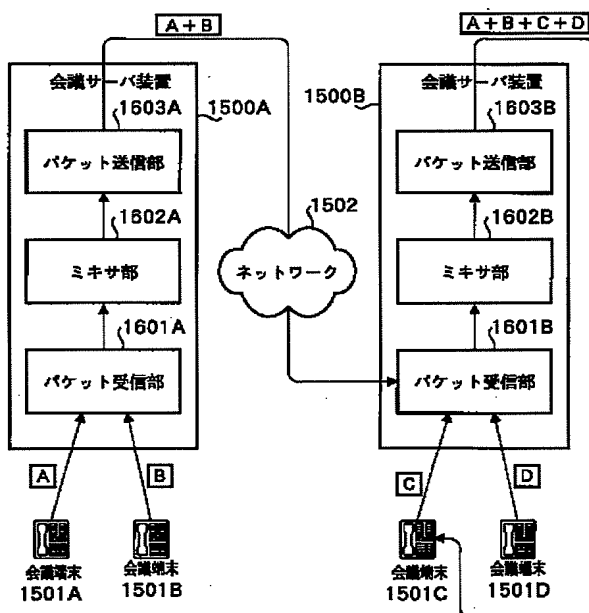 A+B
A+B+C+D
会議サーバ装置
1603A
1500A
パケット送信部
1602A
ミキサ部
1601A
パケット受信部
A
B
会議端末
1501A
会議端末
1501B
1502
ネットワーク
会議サーバ装置
1500B
1603B
パケット送信部
1602B
ミキサ部
1601B
パケット受信部
C
D
会議端末
1501C
会議端末
1501D